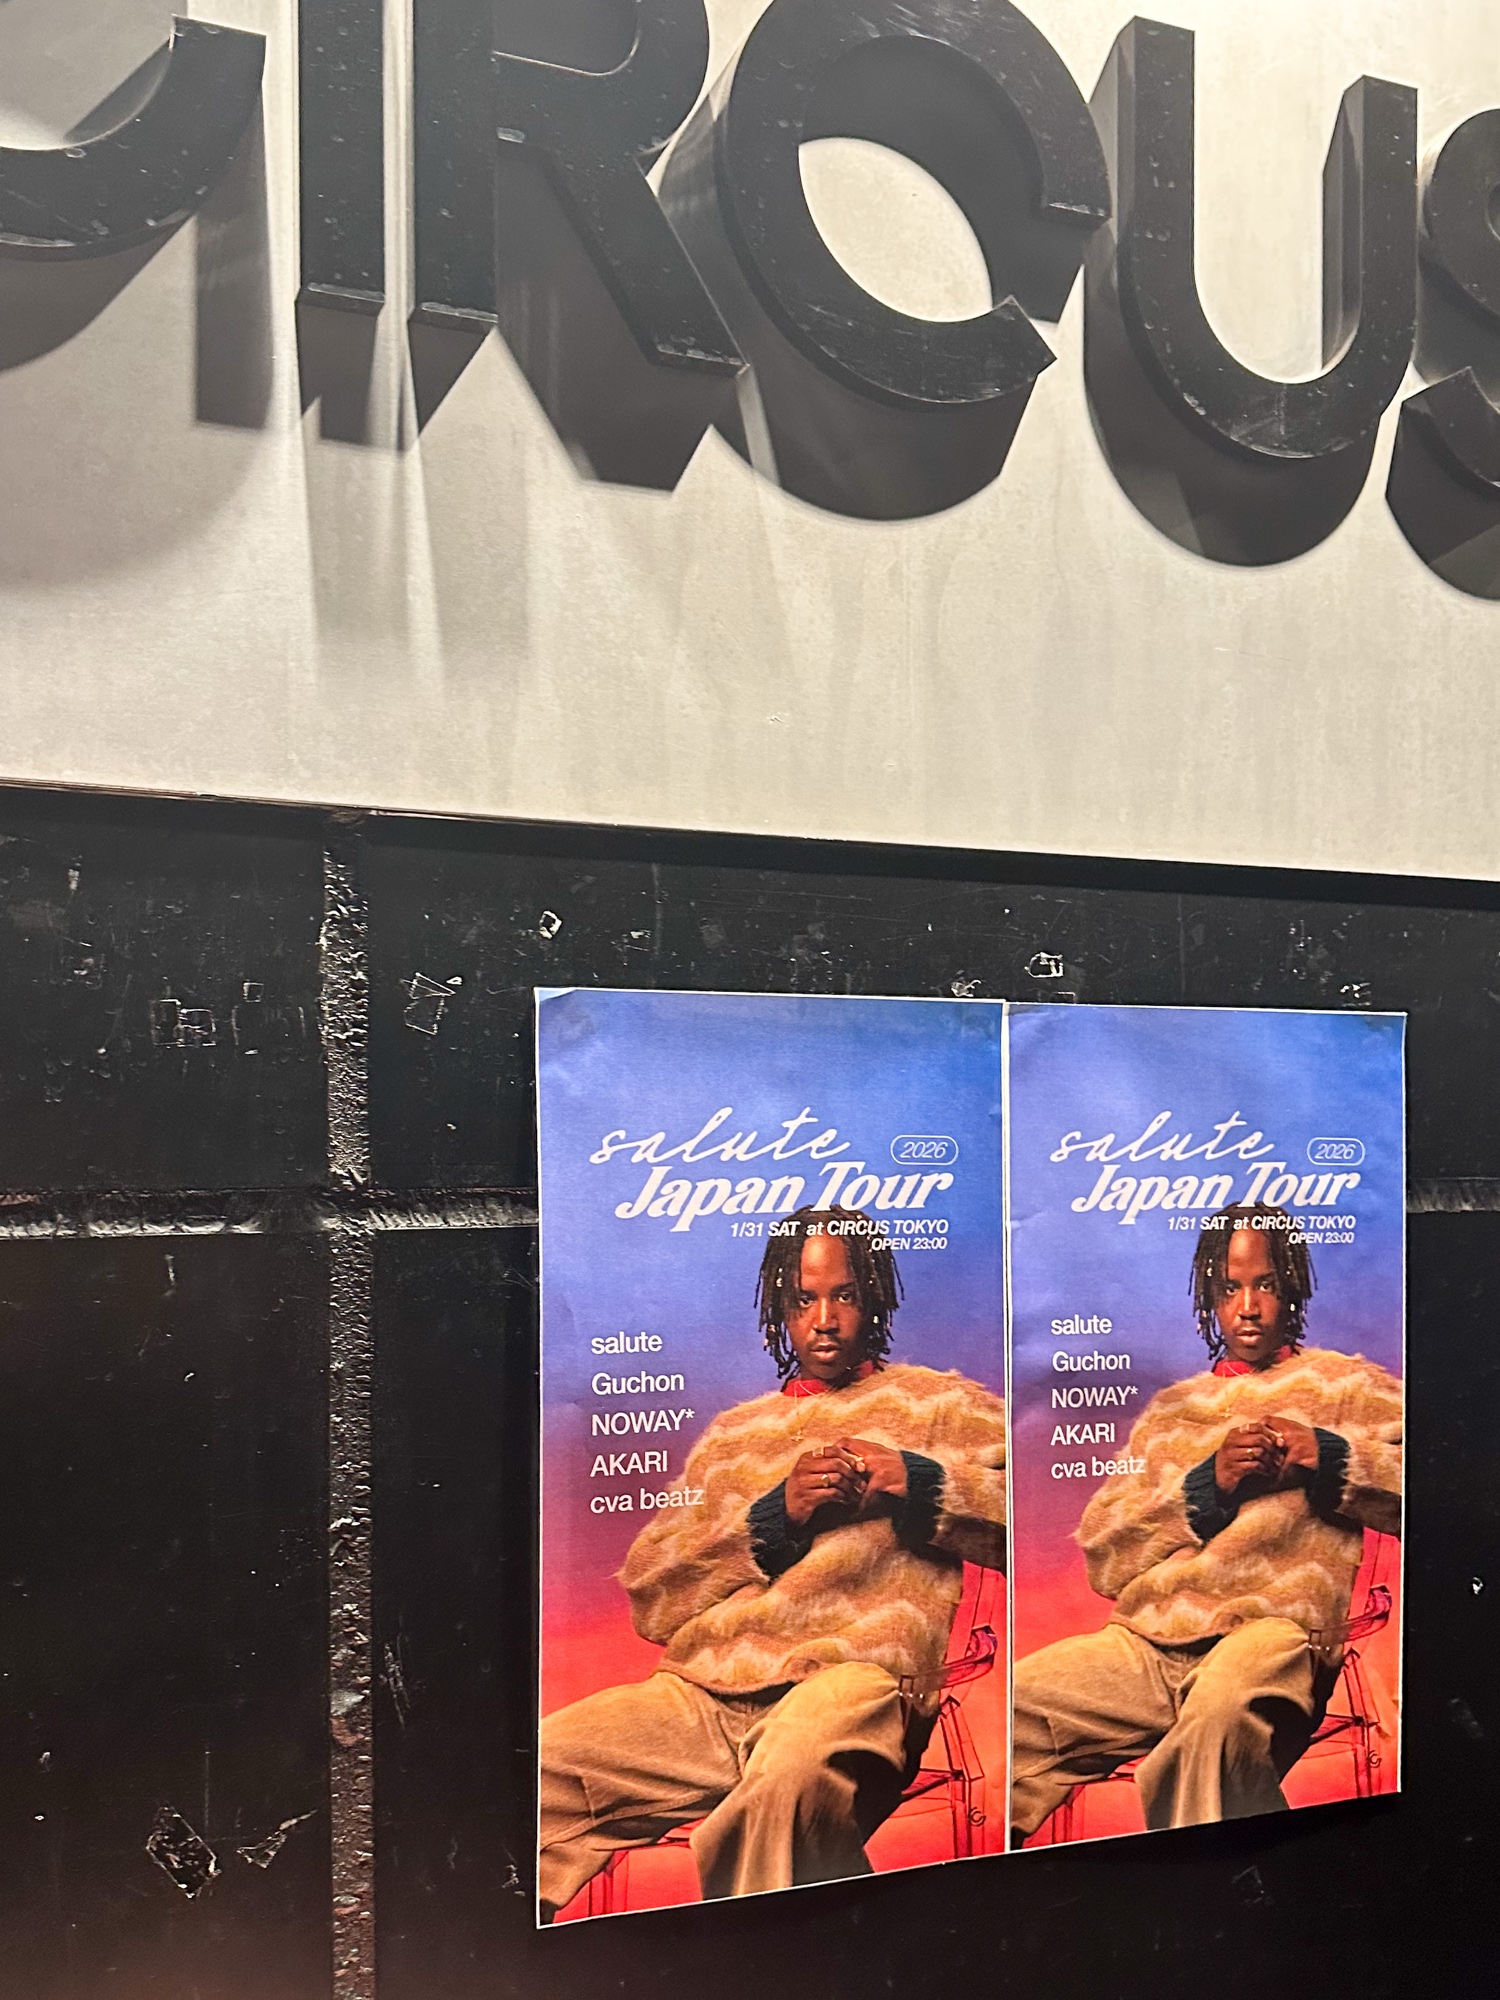 CIRCUS
salute
2026
Japan Tour
1/31 SAT at CIRCUS TOKYO
OPEN 23:00
salute
Guchon
NOWAY*
AKARI
cva beatz
salute
2026
Japan Tour
1/31 SAT at CIRCUS TOKYO
OPEN 23:00
salute
Guchon
NOWAY*
AKARI
cva beatz